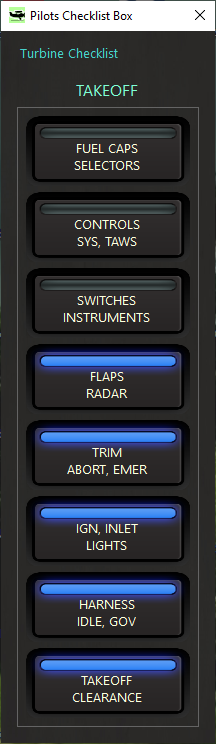 Pilots Checklist Box
Turbine Checklist
TAKEOFF
FUEL CAPS
SELECTORS
CONTROLS
SYS, TAWS
SWITCHES
INSTRUMENTS
FLAPS
RADAR
TRIM
ABORT, EMER
IGN, INLET
LIGHTS
HARNESS
IDLE, GOV
TAKEOFF
CLEARANCE